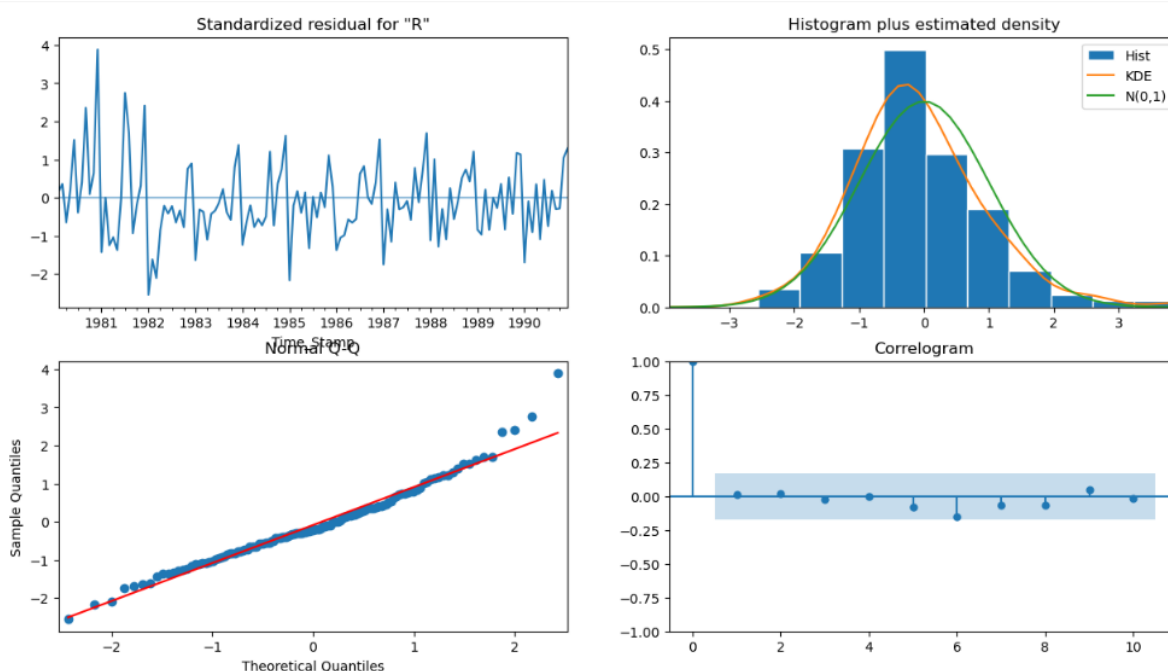 Standardized residual for "R"
4
3
2
1
0
−1
−2
1981 1982 1983 1984 1985 1986 1987 1988 1989 1990
Time_Stamp
Histogram plus estimated density
0.5
0.4
0.3
0.2
0.1
0.0
Hist
KDE
N(0,1)
−3 −2 −1 0 1 2 3
Normal Q-Q
Sample Quantiles
4
3
2
1
0
−1
−2
−2 −1 0 1 2
Theoretical Quantiles
Correlogram
1.00
0.75
0.50
0.25
0.00
−0.25
−0.50
−0.75
−1.00
0 2 4 6 8 10